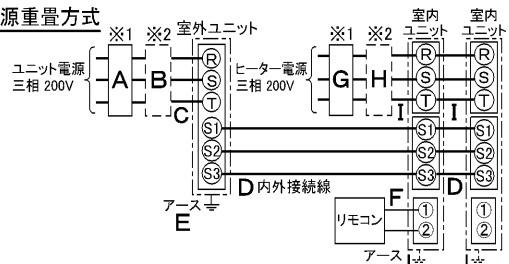 源重畳方式
※1 ※2 室外ユニット
ユニット電源
三相 200V
A B C
R
S
T
S1
S2
S3
アース
E
D 内外接続線
※1 ※2
ヒーター電源
三相 200V
G H I I
室内
ユニット
室内
ユニット
R R
S S
T T
S1 S1
S2 S2
S3 S3
D
F
リモコン
① ①
② ②
アース